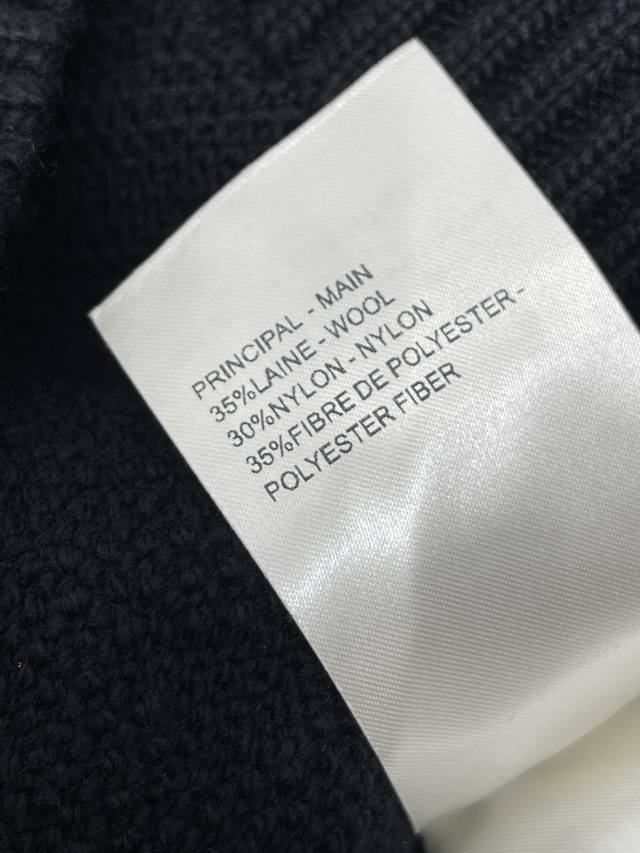 PRINCIPAL - MAIN
35%LAINE - WOOL
30%NYLON - NYLON
35%FIBRE DE POLYESTER -
POLYESTER FIBER